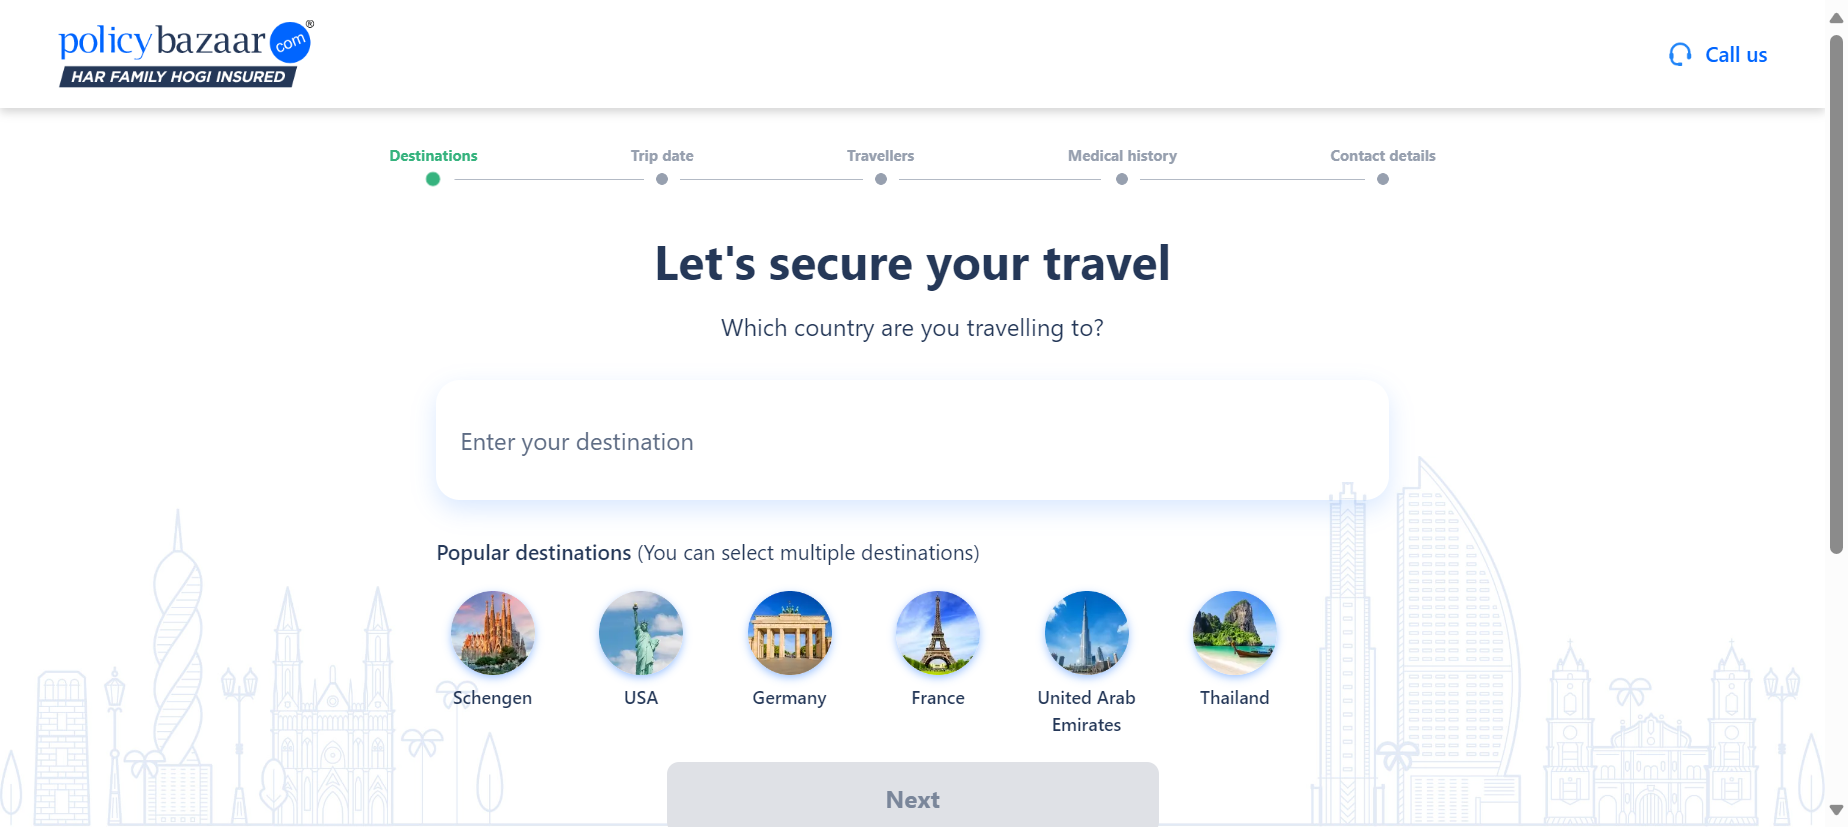 policybazaar com®
HAR FAMILY HOGI INSURED
Call us
Destinations
Trip date
Travellers
Medical history
Contact details
Let's secure your travel
Which country are you travelling to?
Enter your destination
Popular destinations (You can select multiple destinations)
Schengen
USA
Germany
France
United Arab
Emirates
Thailand
Next